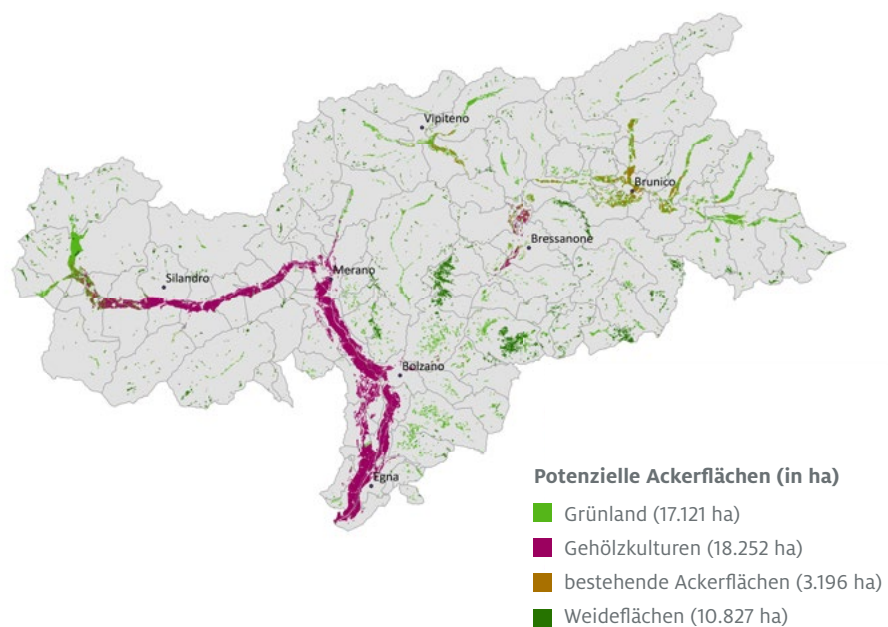 Vipiteno
Brunico
Bressanone
Silandro
Merano
Bolzano
Egna
Potenzielle Ackerflächen (in ha)
Grünland (17.121 ha)
Gehölzkulturen (18.252 ha)
bestehende Ackerflächen (3.196 ha)
Weideflächen (10.827 ha)